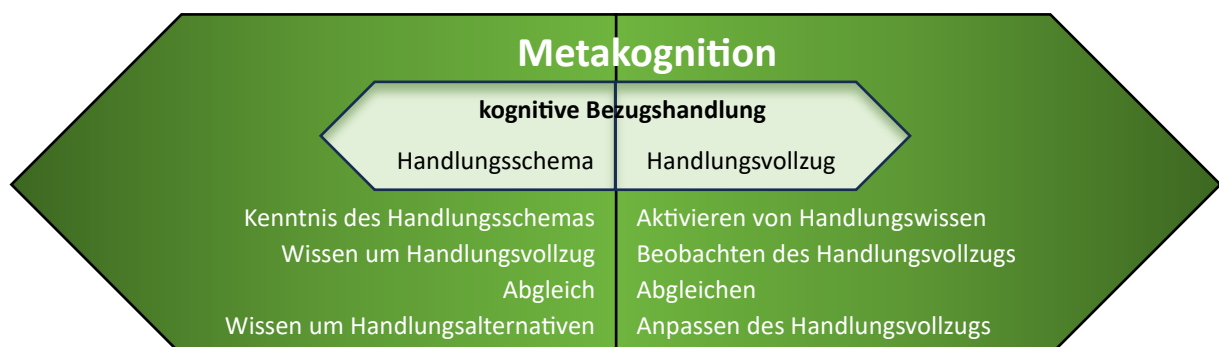 Metakognition
kognitive Bezugshandlung
Handlungsschema
Handlungsvollzug
Kenntnis des Handlungsschemas
Aktivieren von Handlungswissen
Wissen um Handlungsvollzug
Beobachten des Handlungsvollzugs
Abgleich
Abgleichen
Wissen um Handlungsalternativen
Anpassen des Handlungsvollzugs